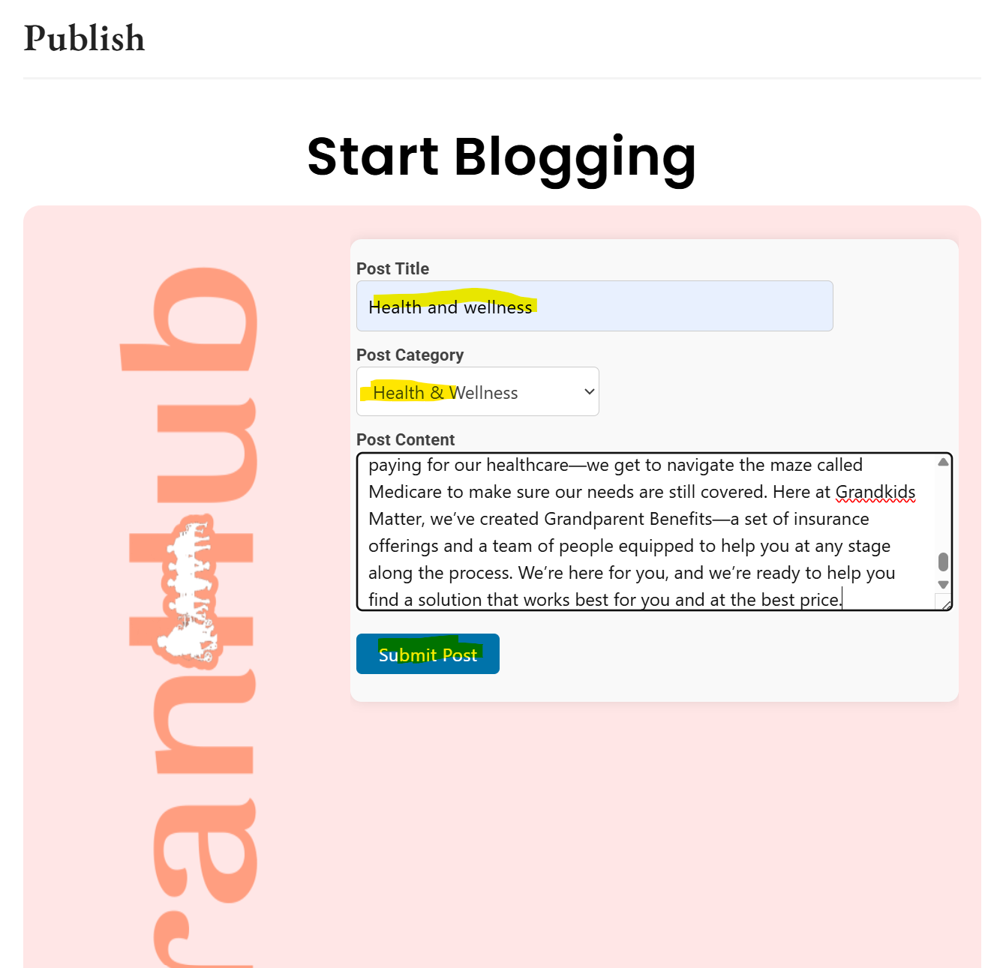 Publish
Start Blogging
Post Title
Health and wellness
Post Category
Health & Wellness
Post Content
paying for our healthcare—we get to navigate the maze called
Medicare to make sure our needs are still covered. Here at Grandkids
Matter, we’ve created Grandparent Benefits—a set of insurance
offerings and a team of people equipped to help you at any stage
along the process. We’re here for you, and we’re ready to help you
find a solution that works best for you and at the best price.
Submit Post
rantHub